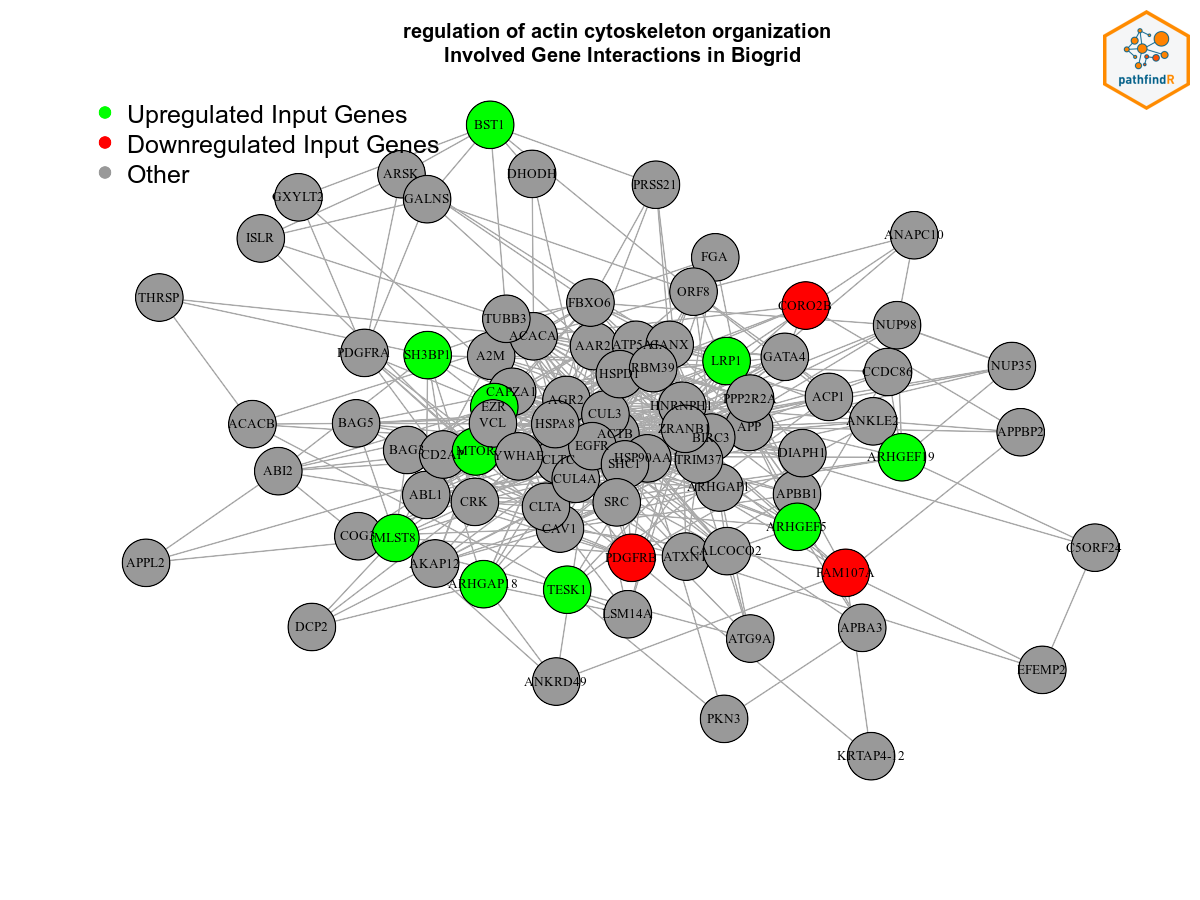 regulation of actin cytoskeleton organization
Involved Gene Interactions in Biogrid
pathfindR
Upregulated Input Genes
Downregulated Input Genes
Other
BST1
ARSK
DHODH
PRSS21
GXYLT2
GALNS
ISLR
ANAPC10
FGA
ORF8
THRSP
FBXO6
CORO2B
TUBB3
NUP98
ACACA
AAR2
CANX
PDGFRA
SH3BP1
A2M
LRP1
GATA4
RBM39
HSPD1
CCDC86
NUP35
CAPZA1
AGR2
PPP2R2A
ACP1
EZR
HNRNPH1
CUL3
VCL
HSPA8
ACACB
BAG5
ZRANB1
APP
ANKLE2
ACTB
BIRC3
APPBP2
EGFR
BAG3
CD2AP
MTOR
YWHAE
CLTC
SHC1
HSP90AA1
TRIM37
DIAPH1
ARHGEF19
ABI2
CUL4A
ARHGAP1
ABL1
CRK
CLTA
SRC
APBB1
CAV1
ARHGEF5
COG3
MLST8
C5ORF24
CALCOCO2
ATXN1
PDGFRB
APPL2
AKAP12
FAM107A
ARHGAP18
TESK1
LSM14A
DCP2
APBA3
ATG9A
EFEMP2
ANKRD49
PKN3
KRTAP4-12